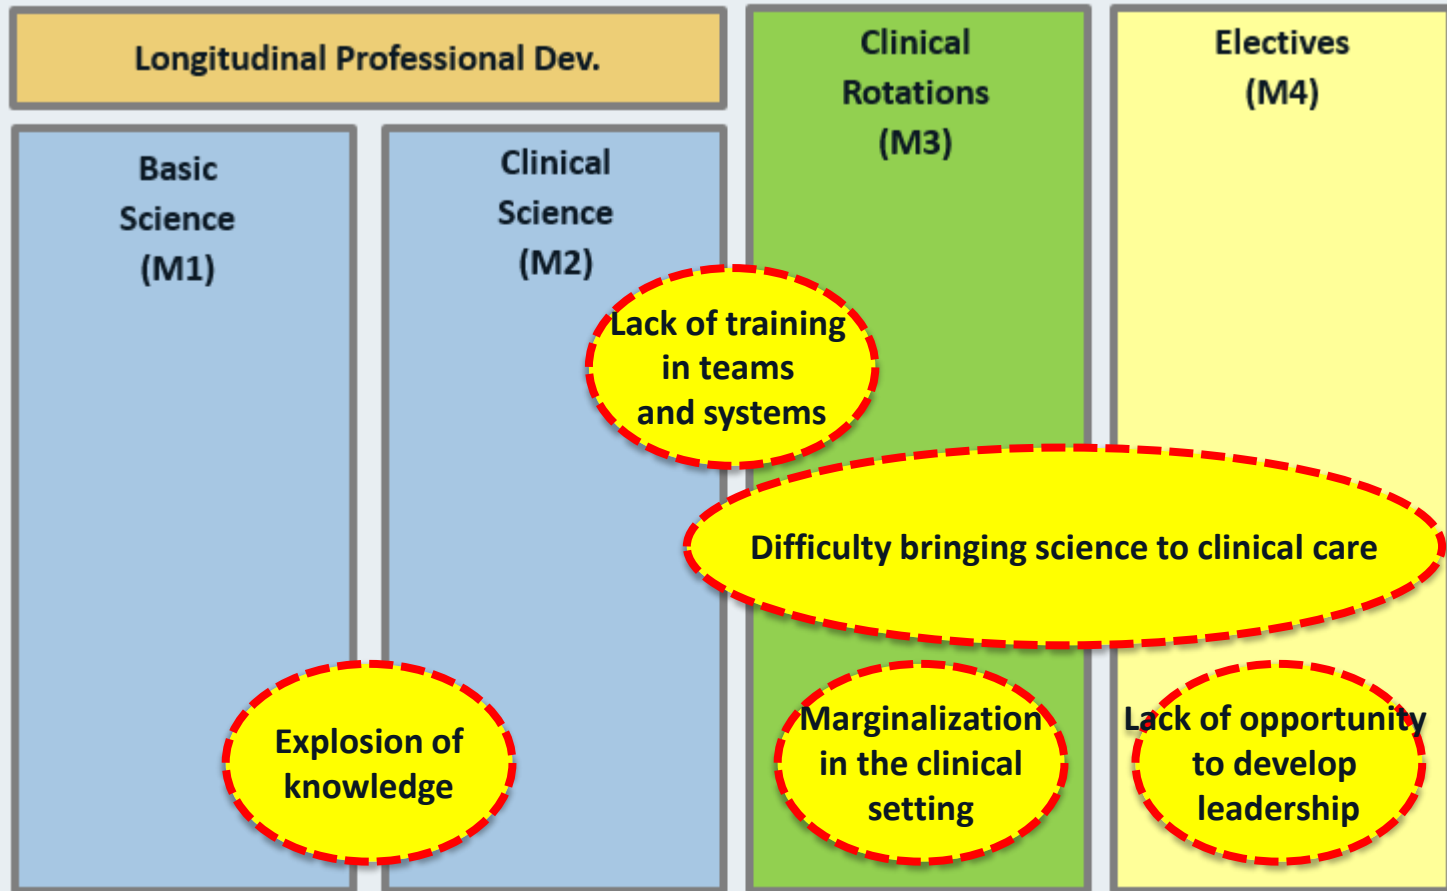 Longitudinal Professional Dev.
Basic
Science
(M1)
Clinical
Science
(M2)
Clinical
Rotations
(M3)
Electives
(M4)
Lack of training
in teams
and systems
Difficulty bringing science to clinical care
Explosion of
knowledge
Marginalization
in the clinical
setting
Lack of opportunity
to develop
leadership